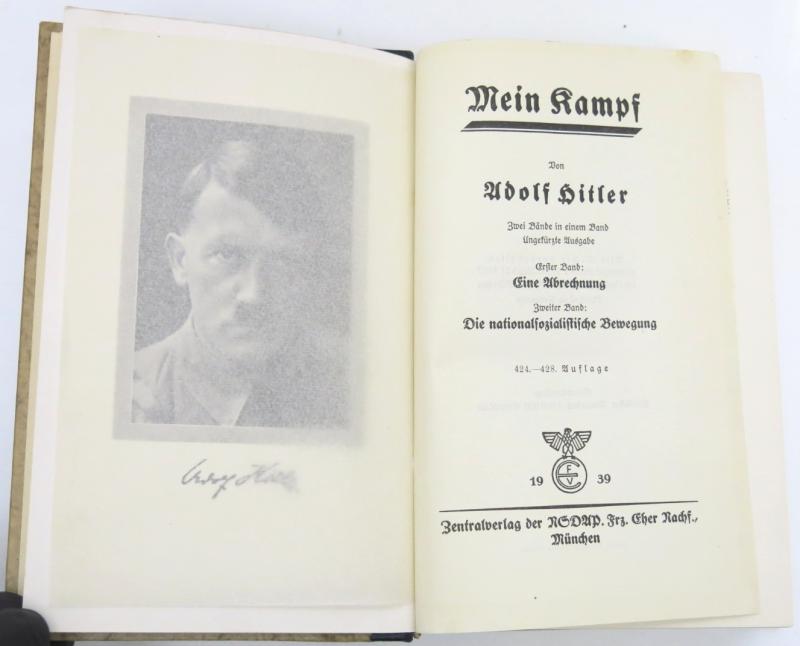 Mein Kampf
Von
Adolf Hitler
Zwei Bände in einem Band
Ungekürzte Ausgabe
Erster Band:
Eine Abrechnung
Zweiter Band:
Die nationalsozialistische Bewegung
424.—428. Auflage
F
E
V
19 39
Zentralverlag der NSDAP. Frz. Eher Nachf.,
München